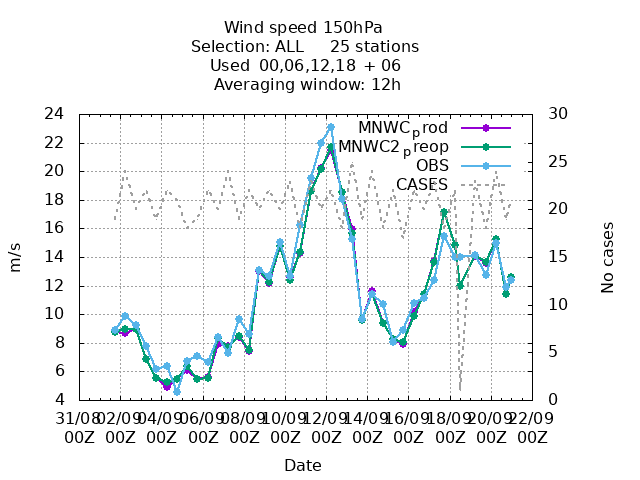 Wind speed 150hPa
Selection: ALL 25 stations
Used 00,06,12,18 + 06
Averaging window: 12h
24
22
20
18
16
14
12
10
8
6
4
30
25
20
15
10
5
0
m/s
No cases
MNWCprod
MNWC2preop
OBS
CASES
31/08 02/09 04/09 06/09 08/09 10/09 12/09 14/09 16/09 18/09 20/09 22/09
00Z 00Z 00Z 00Z 00Z 00Z 00Z 00Z 00Z 00Z 00Z 00Z
Date